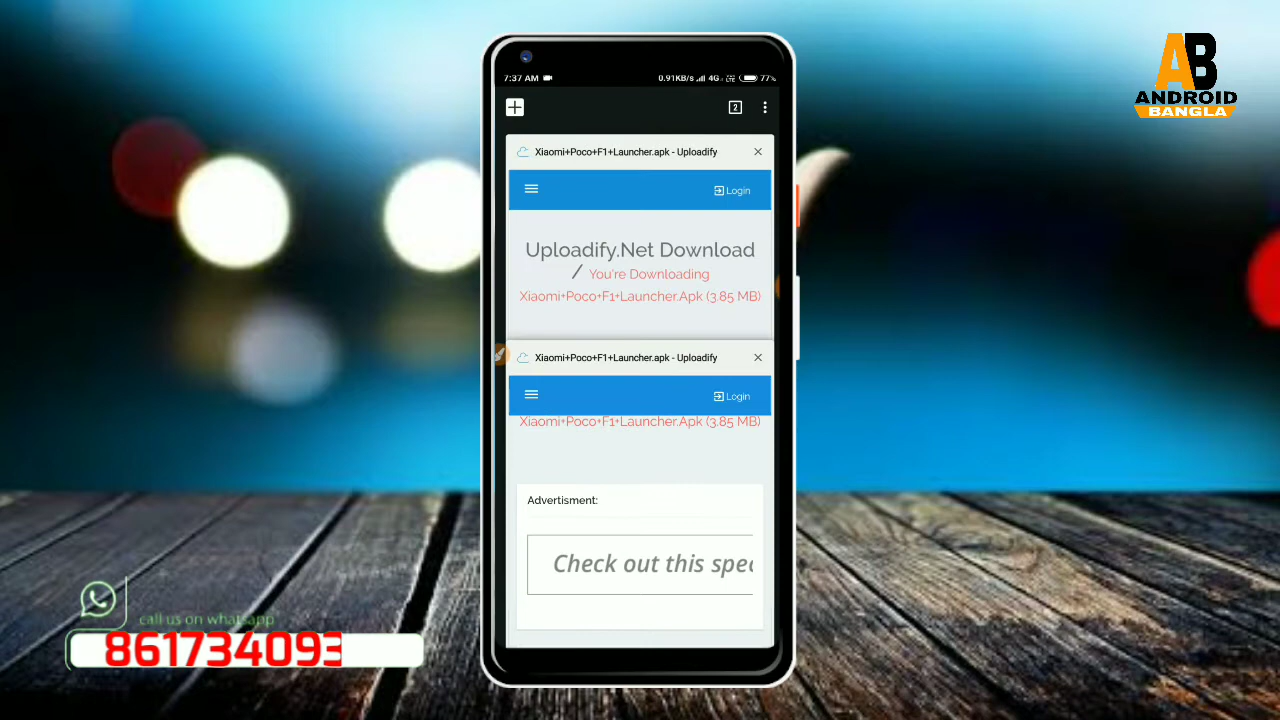 AB
ANDROID
BANGLA
7:37 AM
0.91KB/s 4G 77%
2
Xiaomi+Poco+F1+Launcher.apk - Uploadify
Login
Uploadify.Net Download
/ You're Downloading
Xiaomi+Poco+F1+Launcher.Apk (3.85 MB)
Xiaomi+Poco+F1+Launcher.apk - Uploadify
Login
Xiaomi+Poco+F1+Launcher.Apk (3.85 MB)
Advertisment:
Check out this spec
call us on whatsapp
861734093